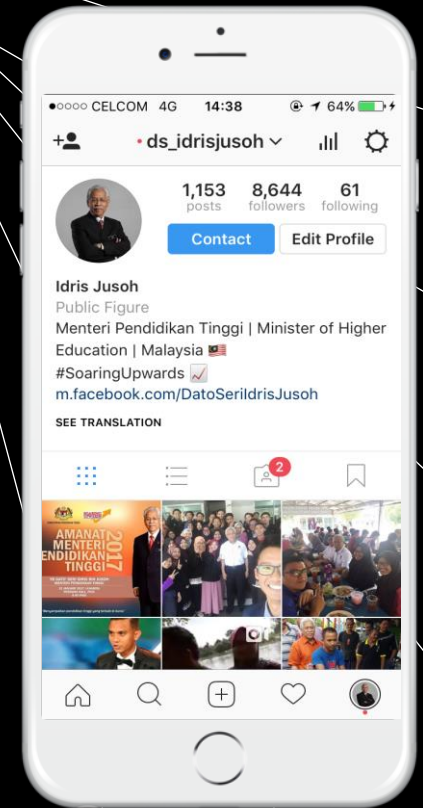 CELCOM 4G 14:38 64%
ds_idrisjusoh
1,153 8,644 61
posts followers following
Contact Edit Profile
Idris Jusoh
Public Figure
Menteri Pendidikan Tinggi | Minister of Higher
Education | Malaysia 🇲🇾
#SoaringUpwards 📈
m.facebook.com/DatoSeriIdrisJusoh
SEE TRANSLATION
2
AMANAT
MENTERI
ENDIDIKAN
TINGGI
2017